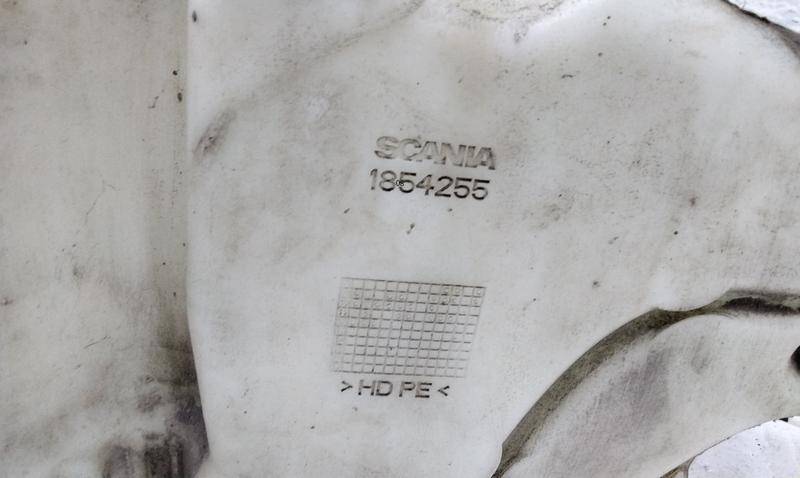 SCANIA
1854255
> HD PE <